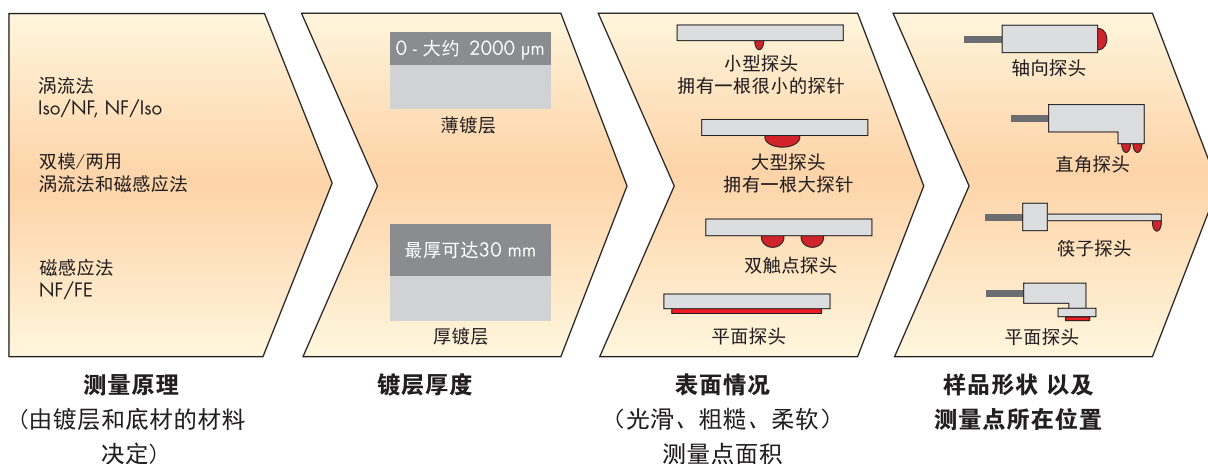 涡流法
Iso/NF, NF/Iso
双模/两用
涡流法和磁感应法
磁感应法
NF/FE
测量原理
（由镀层和底材的材料
决定）
0 - 大约 2000 µm
薄镀层
最厚可达30 mm
厚镀层
镀层厚度
小型探头
拥有一根很小的探针
大型探头
拥有一根大探针
双触点探头
平面探头
表面情况
（光滑、粗糙、柔软）
测量点面积
轴向探头
直角探头
筷子探头
平面探头
样品形状 以及
测量点所在位置